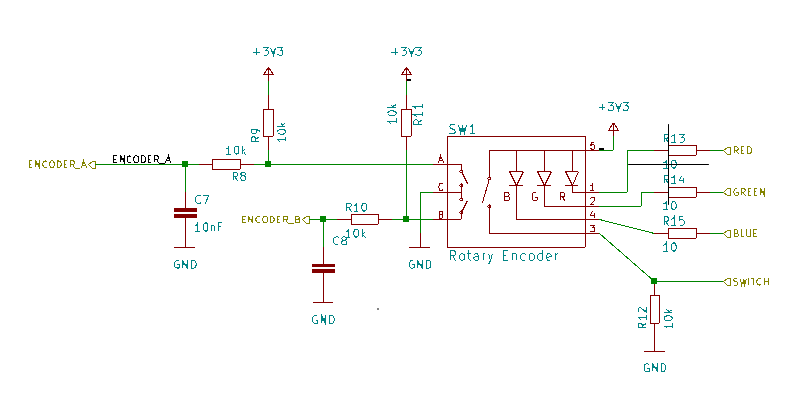 +3V3
+3V3
+3V3
R9
10k
10k
R11
SW1
ENCODER_A
ENCODER_A
10k
R8
A
5
R13
RED
10
C7
10nF
C
B
G
R
1
2
R14
GREEN
10
ENCODER_B
R10
10k
B
4
3
R15
BLUE
10
C8
GND
GND
Rotary Encoder
SWITCH
R12
10k
GND
GND